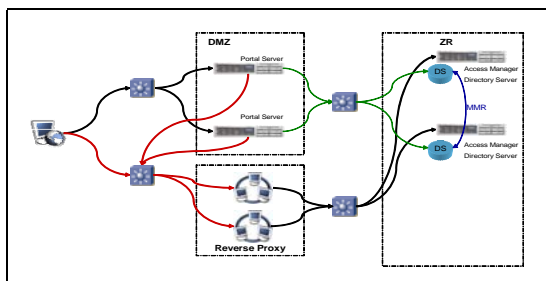 DMZ
ZR
Portal Server
Portal Server
DS
Access Manager
Directory Server
MMR
DS
Access Manager
Directory Server
Reverse Proxy